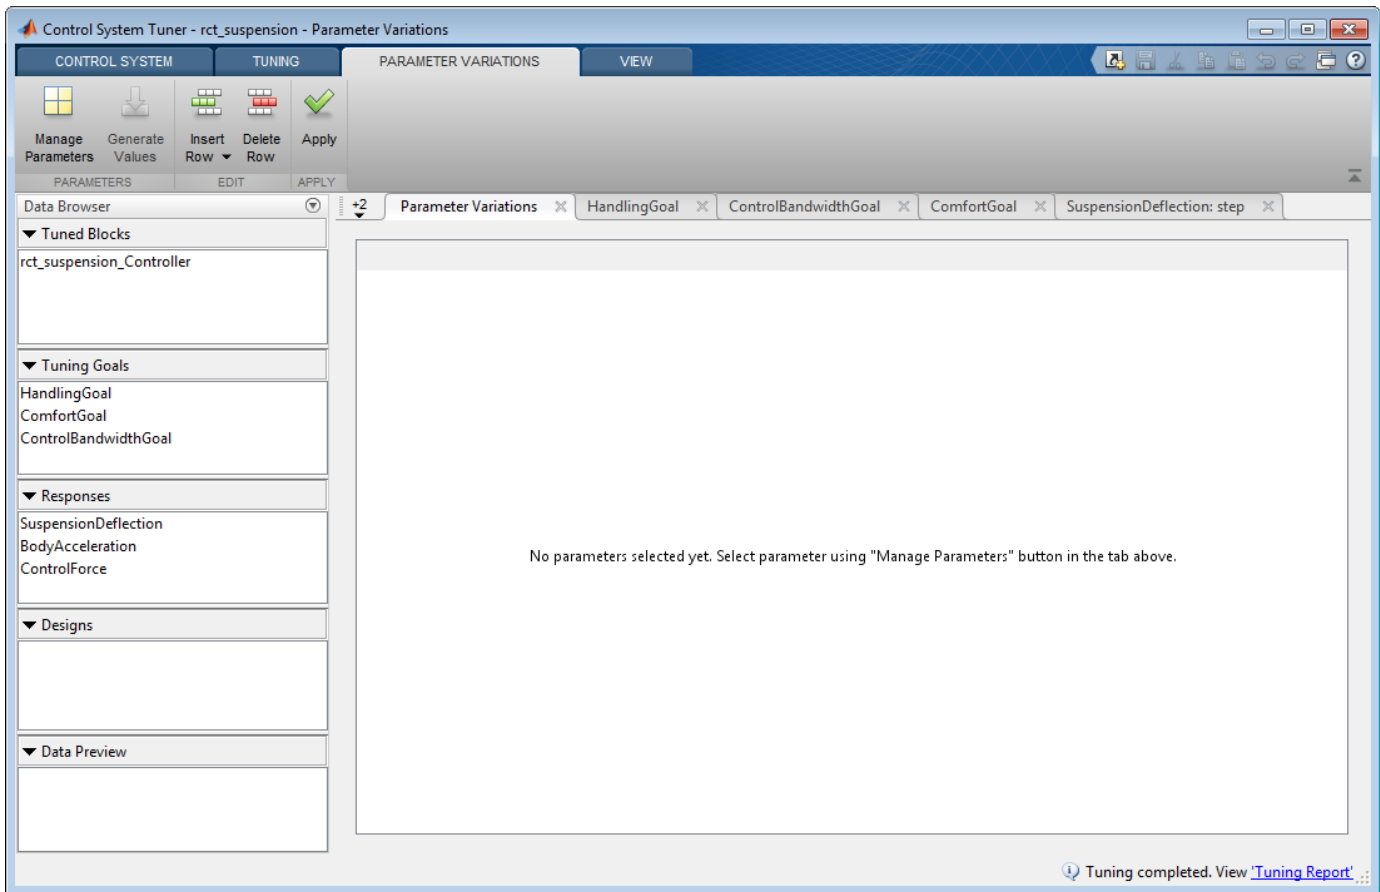 Control System Tuner - rct_suspension - Parameter Variations
CONTROL SYSTEM TUNING PARAMETER VARIATIONS VIEW
Manage Parameters
Generate Values
Insert Row
Delete Row
Apply
PARAMETERS EDIT APPLY
Data Browser
+2 Parameter Variations HandlingGoal ControlBandwidthGoal ComfortGoal SuspensionDeflection: step
Tuned Blocks
rct_suspension_Controller
Tuning Goals
HandlingGoal
ComfortGoal
ControlBandwidthGoal
Responses
SuspensionDeflection
BodyAcceleration
ControlForce
Designs
Data Preview
No parameters selected yet. Select parameter using "Manage Parameters" button in the tab above.
Tuning completed. View 'Tuning Report'